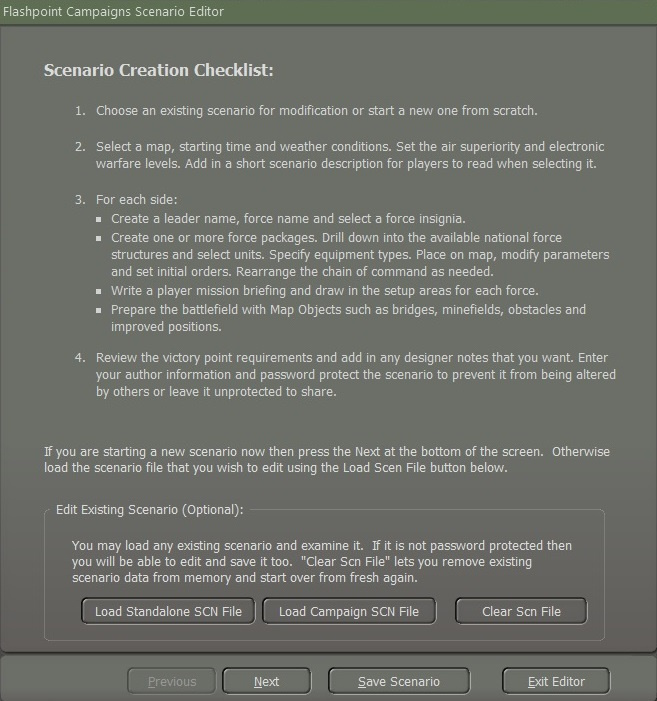 Flashpoint Campaigns Scenario Editor
Scenario Creation Checklist:
1. Choose an existing scenario for modification or start a new one from scratch.
2. Select a map, starting time and weather conditions. Set the air superiority and electronic
warfare levels. Add in a short scenario description for players to read when selecting it.
3. For each side:
▪ Create a leader name, force name and select a force insignia.
▪ Create one or more force packages. Drill down into the available national force
structures and select units. Specify equipment types. Place on map, modify parameters
and set initial orders. Rearrange the chain of command as needed.
▪ Write a player mission briefing and draw in the setup areas for each force.
▪ Prepare the battlefield with Map Objects such as bridges, minefields, obstacles and
improved positions.
4. Review the victory point requirements and add in any designer notes that you want. Enter
your author information and password protect the scenario to prevent it from being altered
by others or leave it unprotected to share.
If you are starting a new scenario now then press the Next at the bottom of the screen. Otherwise
load the scenario file that you wish to edit using the Load Scen File button below.
Edit Existing Scenario (Optional):
You may load any existing scenario and examine it. If it is not password protected then
you will be able to edit and save it too. "Clear Scn File" lets you remove existing
scenario data from memory and start over from fresh again.
Load Standalone SCN File
Load Campaign SCN File
Clear Scn File
Previous
Next
Save Scenario
Exit Editor